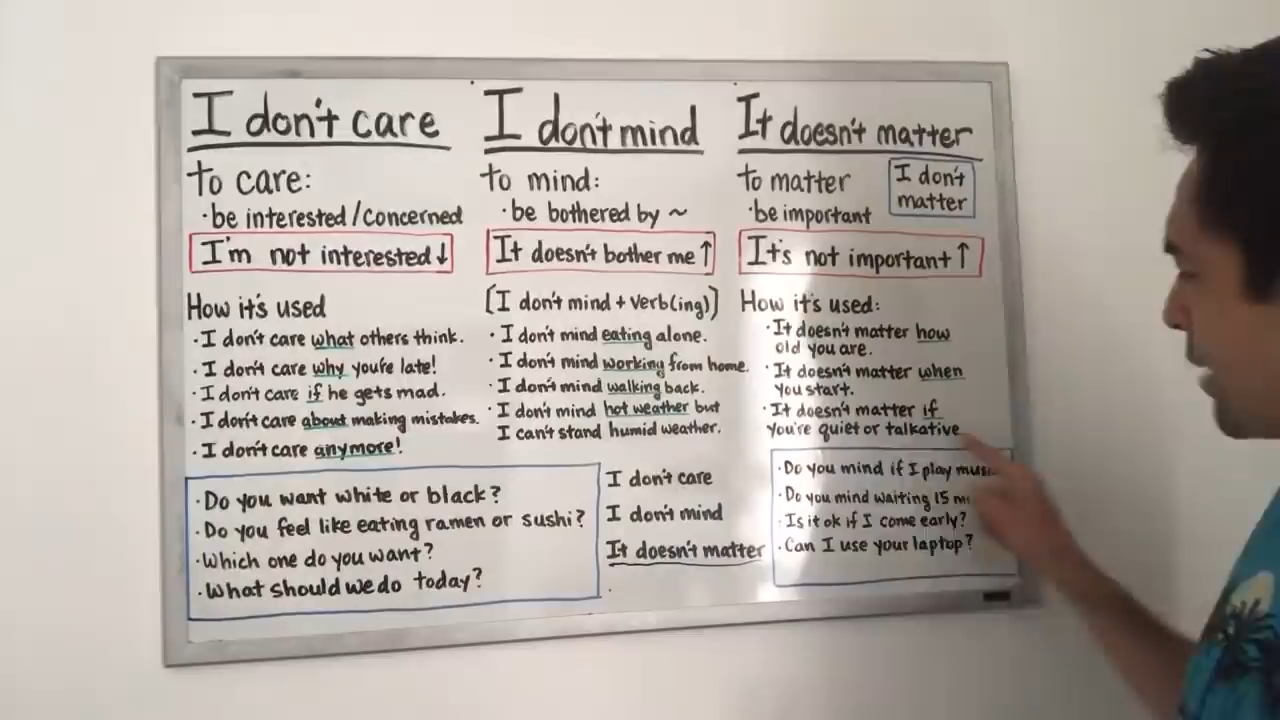 I don't care
to care:
·be interested/concerned
I'm not interested↓
How it's used
·I don't care what others think.
·I don't care why you're late!
·I don't care if he gets mad.
·I don't care about making mistakes.
·I don't care anymore!
I don't mind
to mind:
·be bothered by ~
It doesn't bother me↑
[I don't mind + verb(ing)]
·I don't mind eating alone.
·I don't mind working from home.
·I don't mind walking back.
·I don't mind hot weather but
I can't stand humid weather.
It doesn't matter
to matter
·be important
I don't
matter
It's not important↑
How it's used:
·It doesn't matter how
old you are.
·It doesn't matter when
you start.
·It doesn't matter if
you're quiet or talkative
·Do you want white or black?
·Do you feel like eating ramen or sushi?
·Which one do you want?
·What should we do today?
I don't care
I don't mind
It doesn't matter
·Do you mind if I play
·Do you mind waiting 15
·Is it ok if I come early?
·Can I use your laptop?